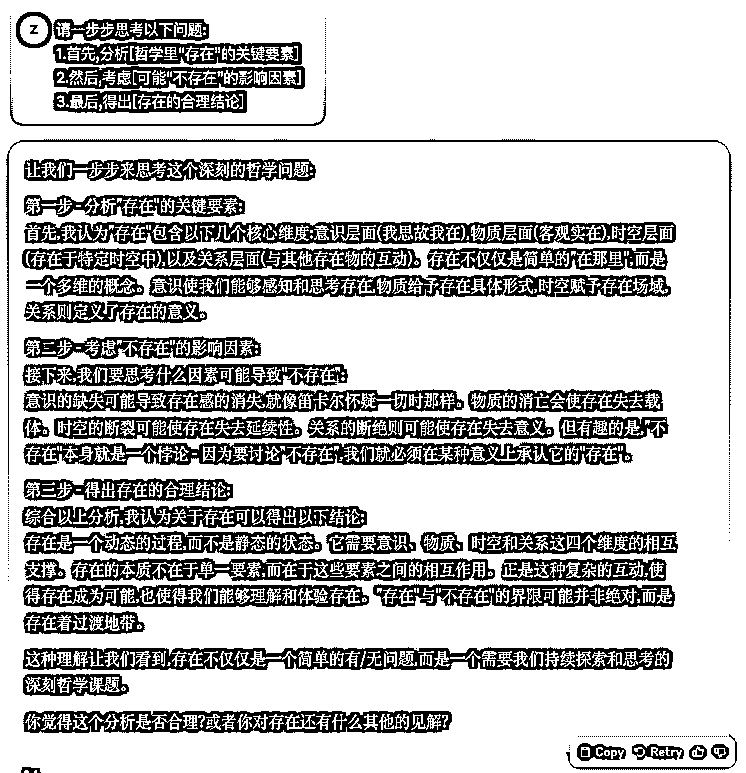 Z
请一步步思考以下问题:
1.首先,分析[哲学里"存在"的关键要素]
2.然后,考虑[可能"不存在"的影响因素]
3.最后,得出[存在的合理结论]
让我们一步步来思考这个深刻的哲学问题:
第一步-分析"存在"的关键要素:
首先,我认为"存在"包含以下几个核心维度:意识层面(我思故我在),物质层面(客观实在),时空层面
(存在于特定时空中),以及关系层面(与其他存在物的互动)。存在不仅仅是简单的"在那里",而是
一个多维的概念。意识使我们能够感知和思考存在,物质给予存在具体形式,时空赋予存在场域,
关系则定义了存在的意义。
第二步-考虑"不存在"的影响因素:
接下来,我们要思考什么因素可能导致"不存在":
意识的缺失可能导致存在感的消失,就像笛卡尔怀疑一切时那样。物质的消亡会使存在失去载
体。时空的断裂可能使存在失去延续性。关系的断绝则可能使存在失去意义。但有趣的是,"不
存在"本身就是一个悖论-因为要讨论"不存在",我们就必须在某种意义上承认它的"存在"。
第三步-得出存在的合理结论:
综合以上分析,我认为关于存在可以得出以下结论:
存在是一个动态的过程,而不是静态的状态。它需要意识、物质、时空和关系这四个维度的相互
支撑。存在的本质不在于单一要素,而在于这些要素之间的相互作用。正是这种复杂的互动,使
得存在成为可能,也使得我们能够理解和体验存在。"存在"与"不存在"的界限可能并非绝对,而是
存在着过渡地带。
这种理解让我们看到,存在不仅仅是一个简单的有/无问题,而是一个需要我们持续探索和思考的
深刻哲学课题。
你觉得这个分析是否合理?或者你对存在还有什么其他的见解?
Copy Retry